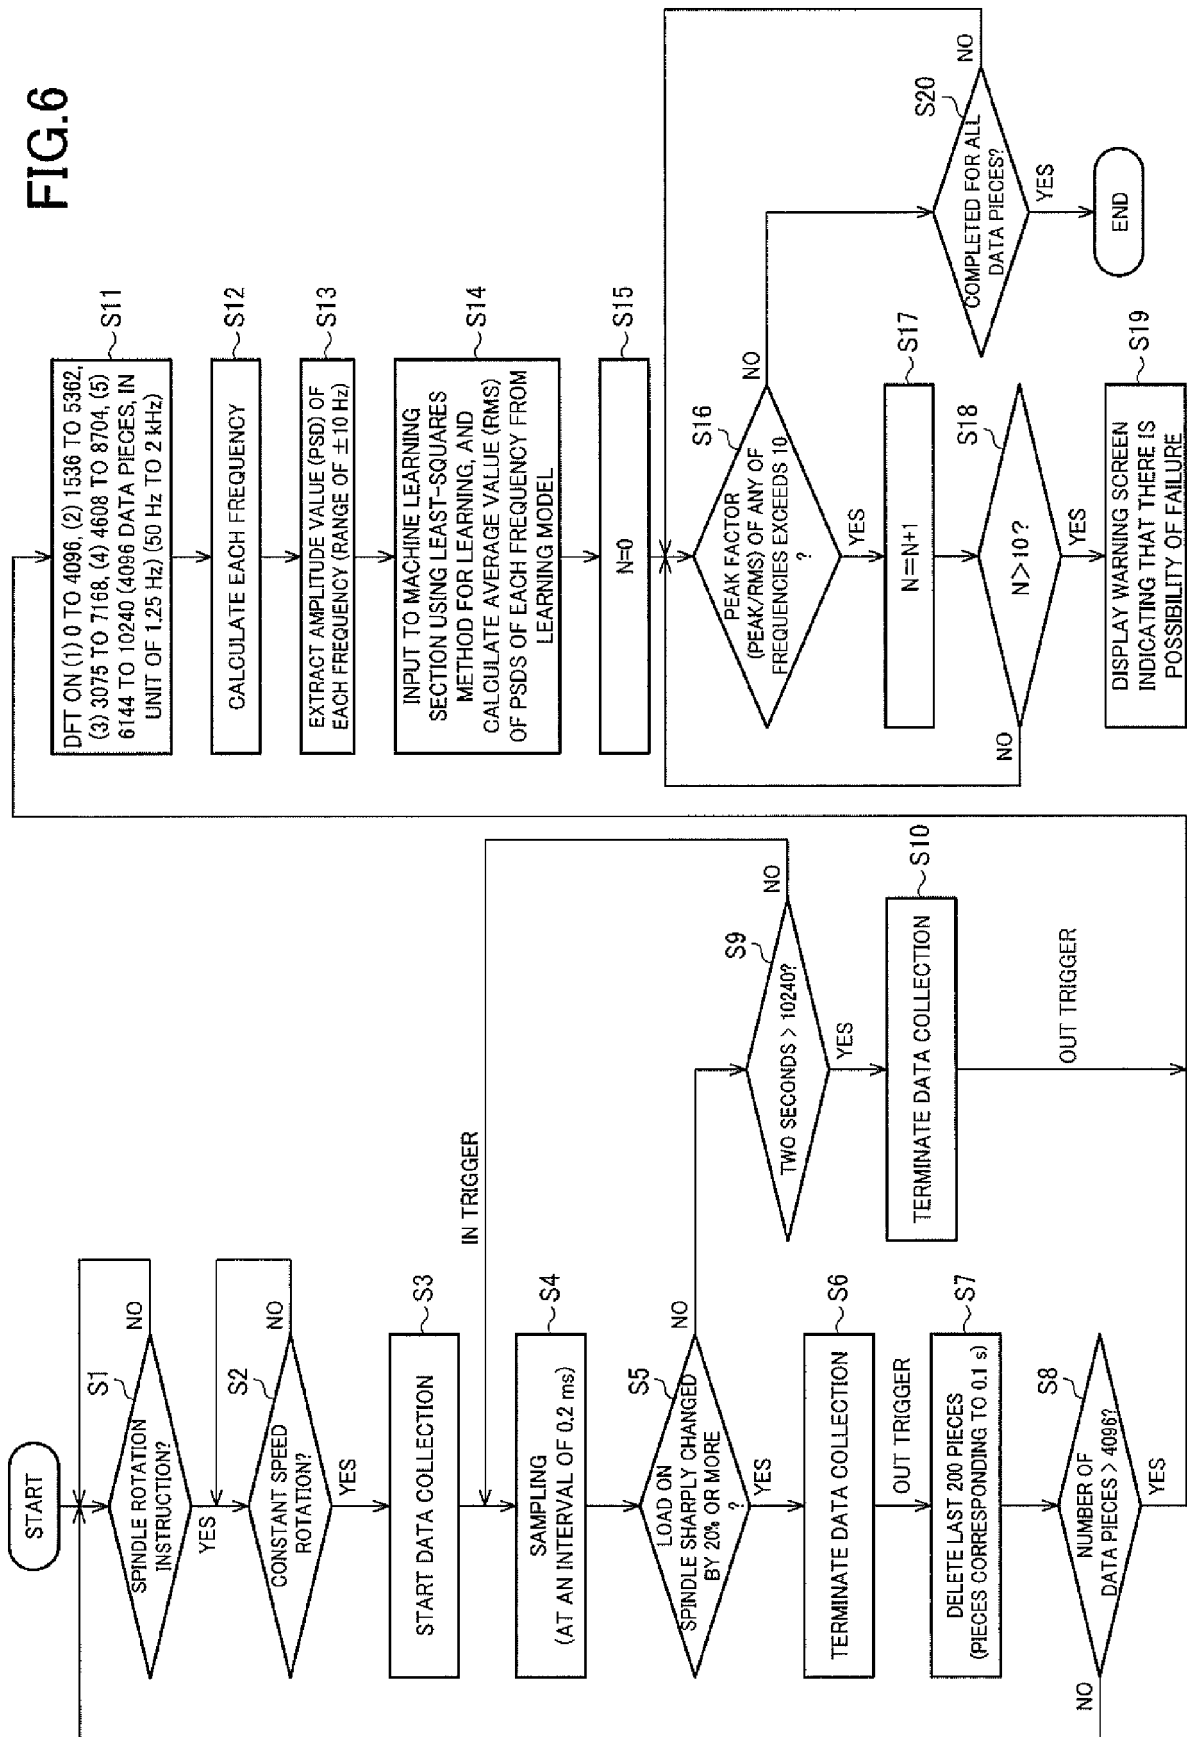 FIG.6
START
SPINDLE ROTATION
INSTRUCTION?
S1
NO
YES
CONSTANT SPEED
ROTATION?
S2
NO
YES
START DATA COLLECTION
S3
IN TRIGGER
SAMPLING
(AT AN INTERVAL OF 0.2 ms)
S4
LOAD ON
SPINDLE SHARPLY CHANGED
BY 20% OR MORE
?
S5
NO
YES
TERMINATE DATA COLLECTION
S6
OUT TRIGGER
DELETE LAST 200 PIECES
(PIECES CORRESPONDING TO 0.1 s)
S7
NUMBER OF
DATA PIECES > 4096?
S8
NO
YES
TWO SECONDS > 10240?
S9
NO
YES
TERMINATE DATA COLLECTION
S10
OUT TRIGGER
DFT ON (1) 0 TO 4096, (2) 1536 TO 5362,
(3) 3075 TO 7168, (4) 4608 TO 8704, (5)
6144 TO 10240 (4096 DATA PIECES, IN
UNIT OF 1.25 Hz) (50 Hz TO 2 kHz)
S11
CALCULATE EACH FREQUENCY
S12
EXTRACT AMPLITUDE VALUE (PSD) OF
EACH FREQUENCY (RANGE OF ±10 Hz)
S13
INPUT TO MACHINE LEARNING
SECTION USING LEAST-SQUARES
METHOD FOR LEARNING, AND
CALCULATE AVERAGE VALUE (RMS)
OF PSDS OF EACH FREQUENCY FROM
LEARNING MODEL
S14
N=0
S15
PEAK FACTOR
(PEAK/RMS) OF ANY OF
FREQUENCIES EXCEEDS 10
?
S16
NO
YES
N=N+1
S17
N>10?
S18
NO
YES
DISPLAY WARNING SCREEN
INDICATING THAT THERE IS
POSSIBILITY OF FAILURE
S19
COMPLETED FOR ALL
DATA PIECES?
S20
NO
YES
END